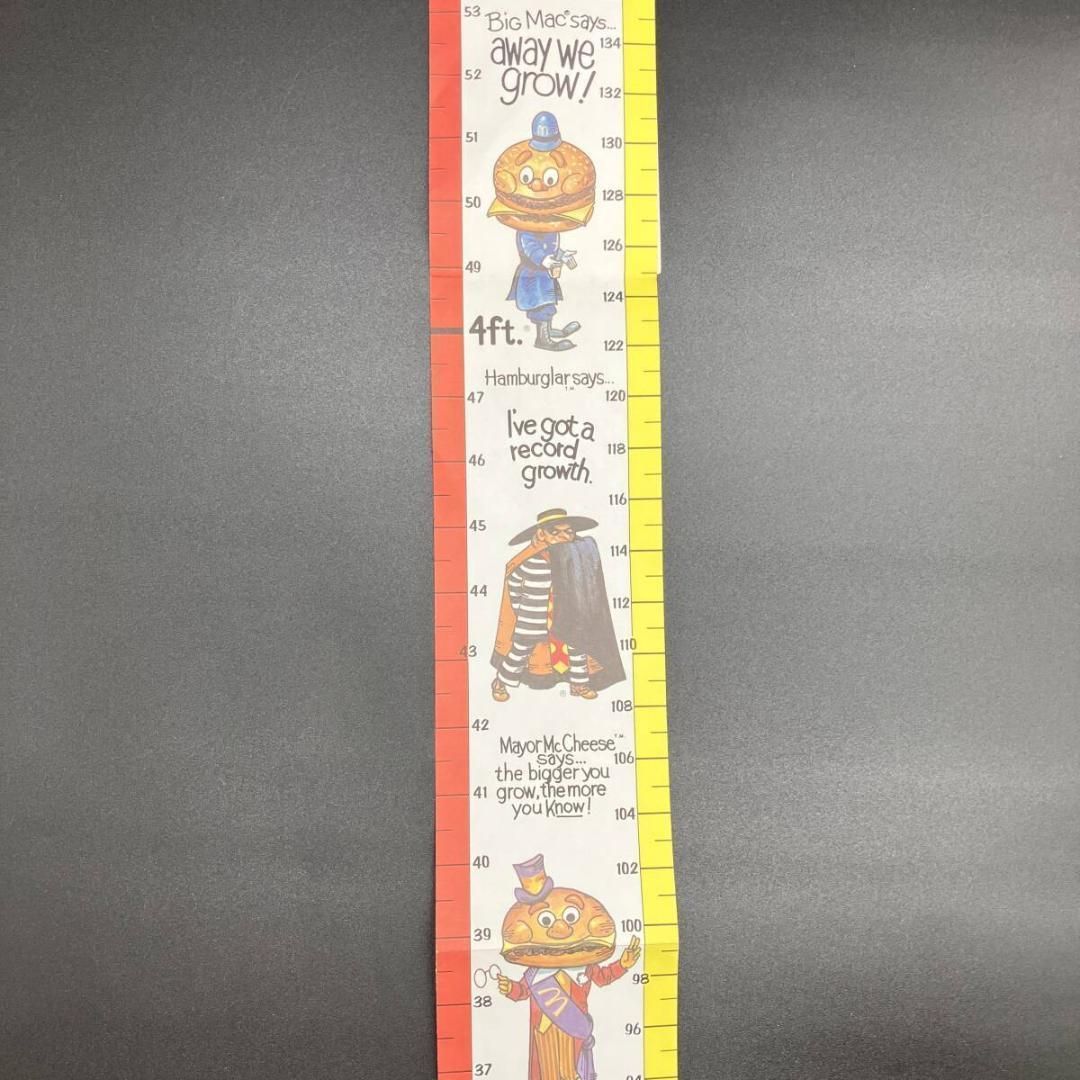 53
Big Mac® says...
134
away we
52
grow!
132
m
51
130
50
128
126
49
124
4ft.®
122
Hamburglar says...
TM
47
120
I've got a
record
118
46
growth.
116
45
114
44
112
110
43
®
108
42
Mayor McCheese™
says...
106
the bigger you
41
grow, the more
you know!
104
40
102
100
39
98
M
38
96
37
94